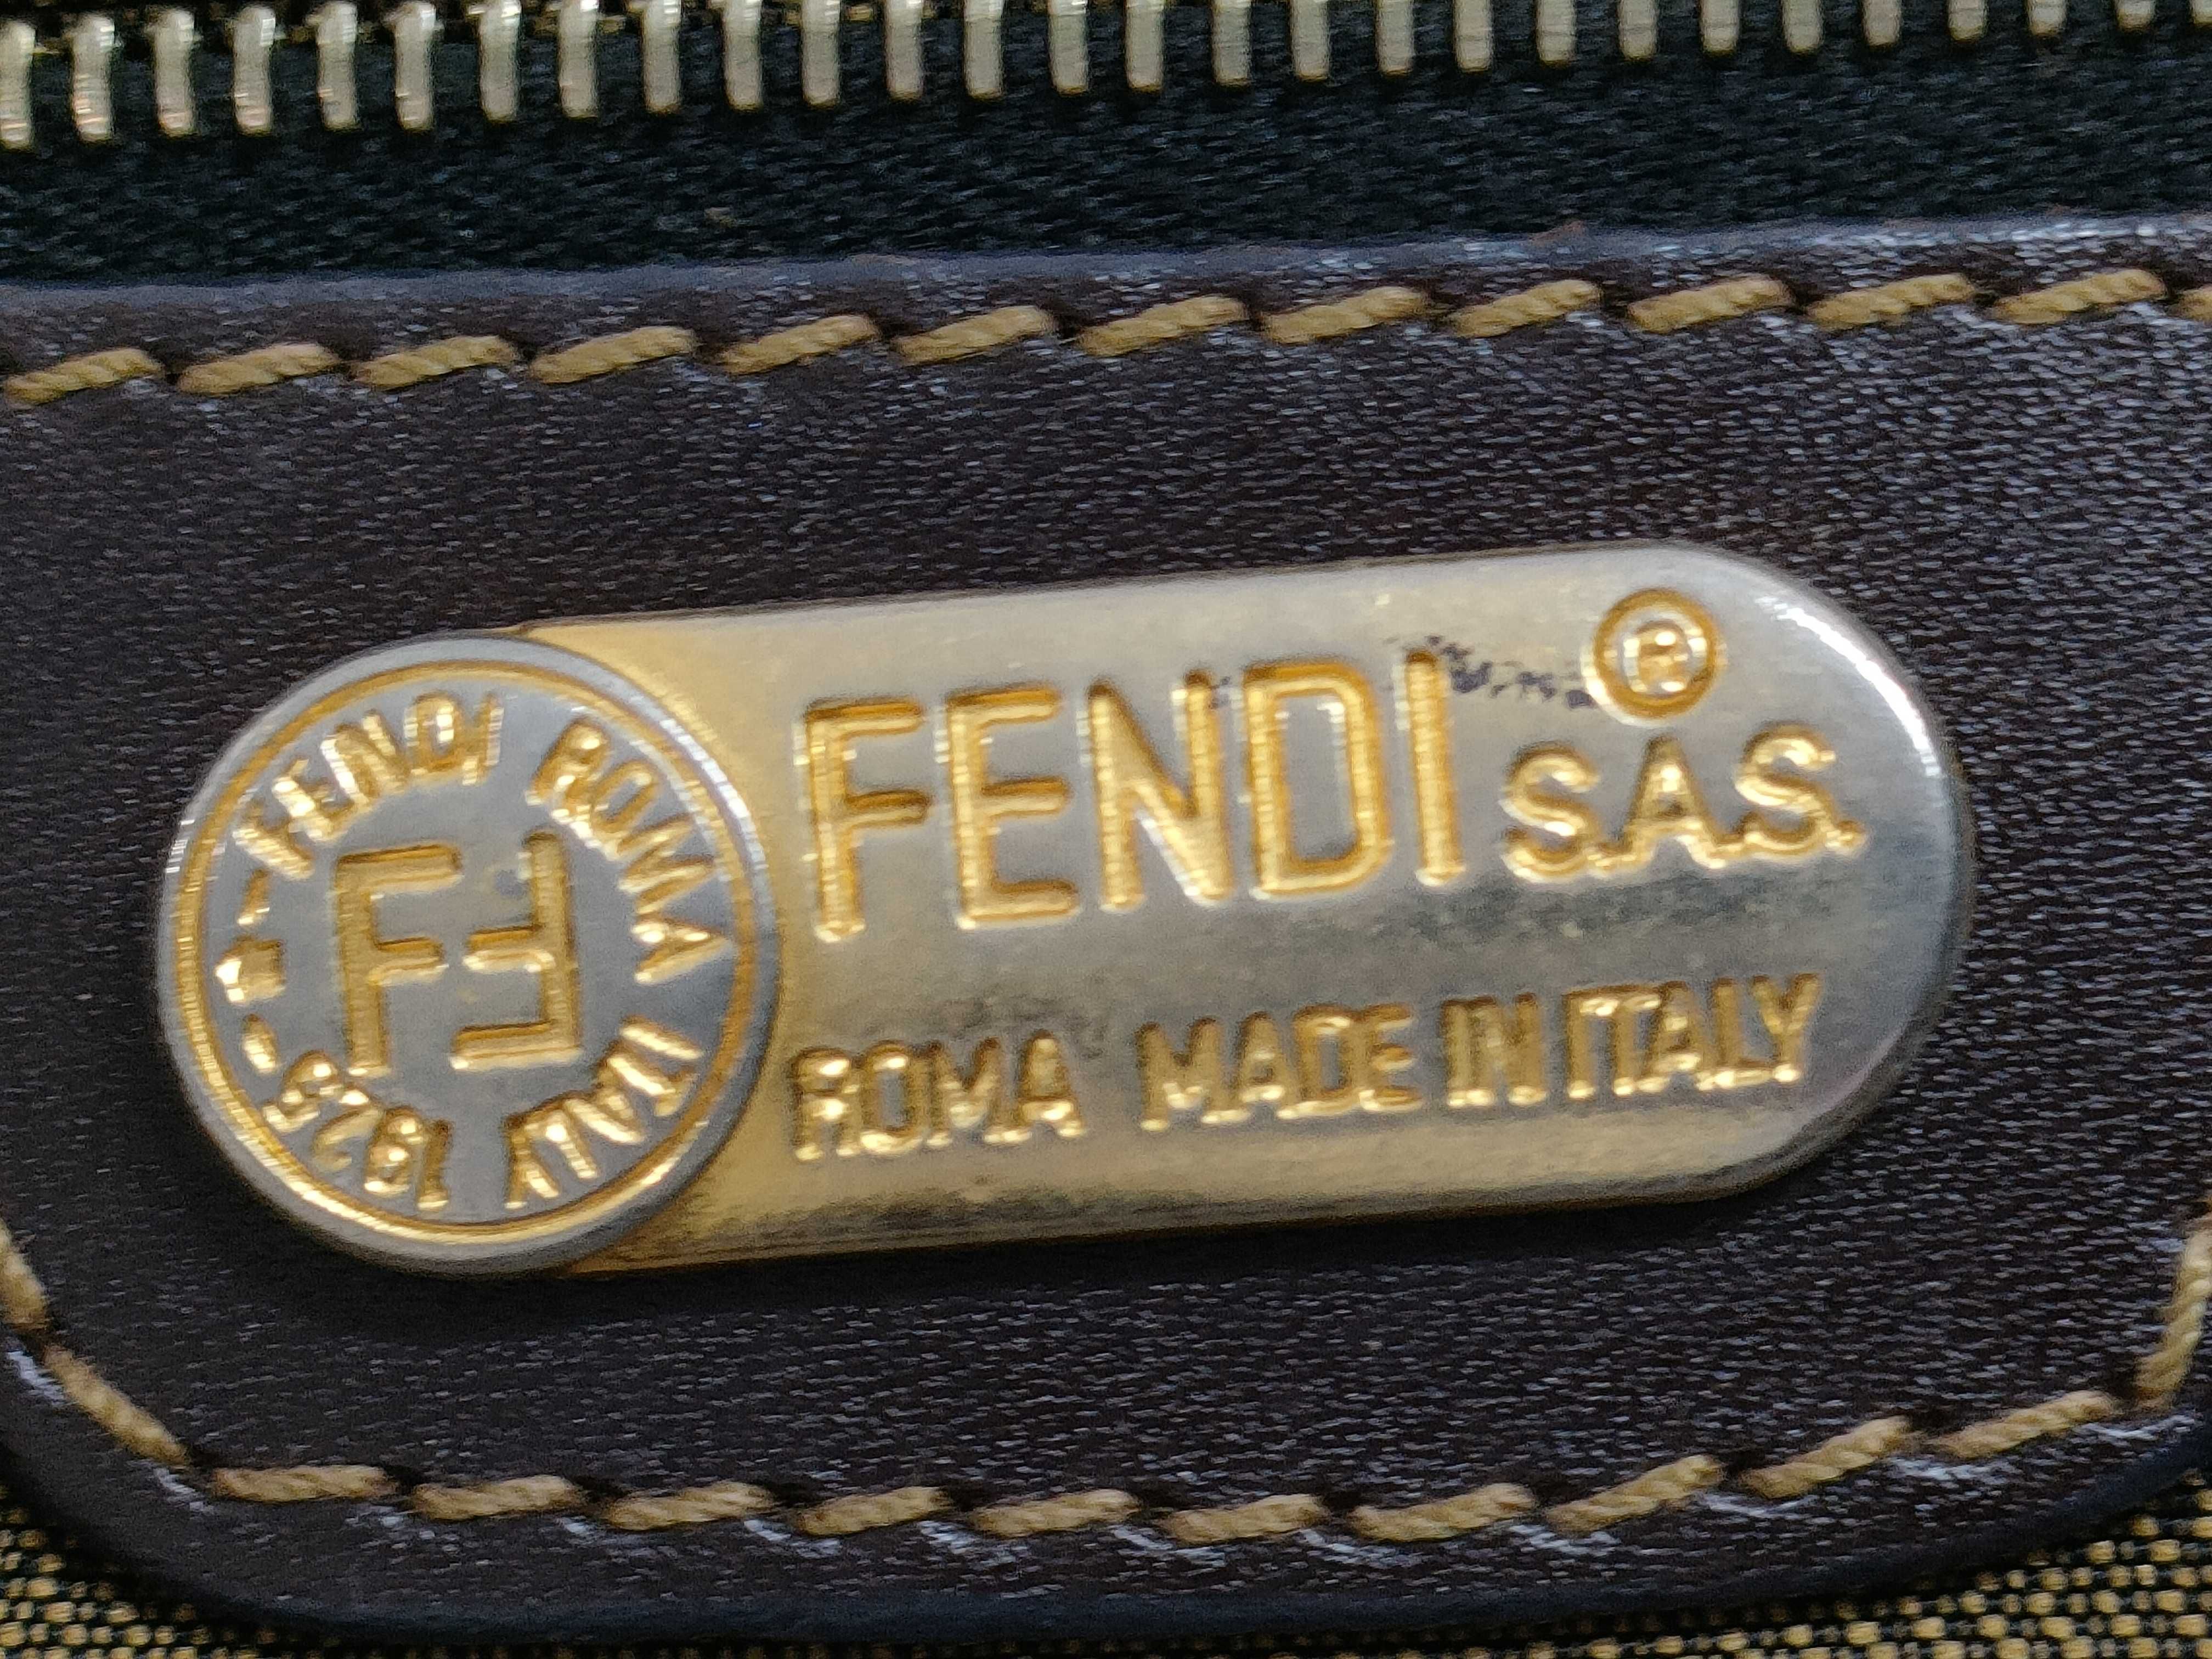 FENDI ROMA
ITALY 1925
FF
FENDI S.A.S. ®
ROMA MADE IN ITALY